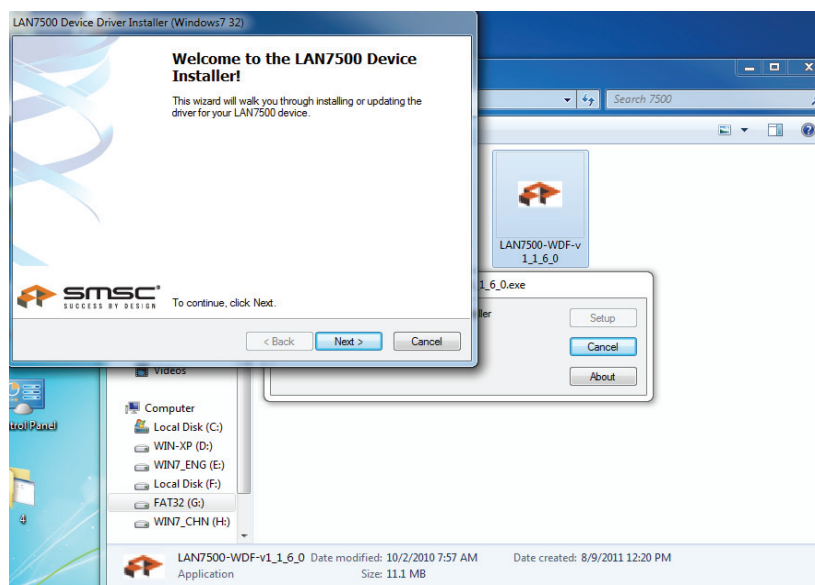 LAN7500 Device Driver Installer (Windows7 32)
Welcome to the LAN7500 Device
Installer!
This wizard will walk you through installing or updating the
driver for your LAN7500 device.
smsc
SUCCESS BY DESIGN
To continue, click Next.
< Back
Next >
Cancel
Search 7500
LAN7500-WDF-v
1_1_6_0
1_6_0.exe
ller
Setup
Cancel
About
Videos
Computer
Local Disk (C:)
WIN-XP (D:)
WIN7_ENG (E:)
Local Disk (F:)
FAT32 (G:)
WIN7_CHN (H:)
trol Panel
4
LAN7500-WDF-v1_1_6_0 Date modified: 10/2/2010 7:57 AM Date created: 8/9/2011 12:20 PM
Application Size: 11.1 MB